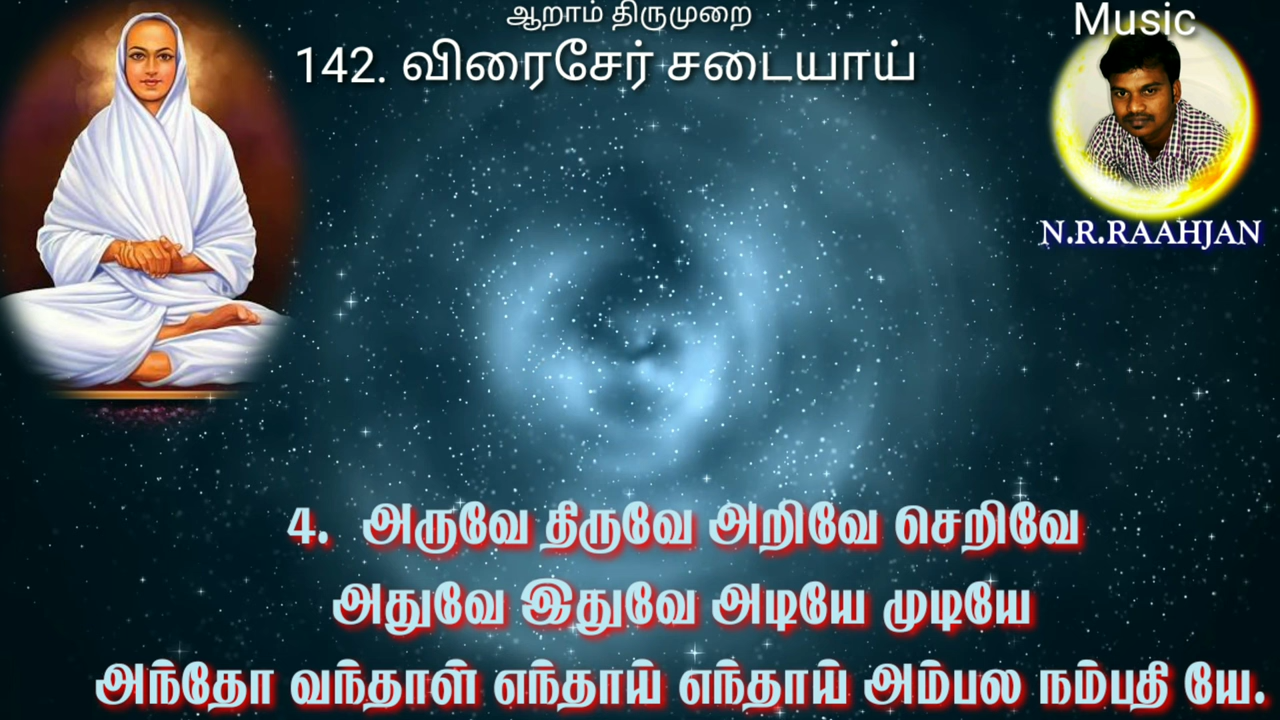 ஆறாம் திருமுறை
142. விரைசேர் சடையாய்
Music
N.R.RAAHJAN
4. அருவே திருவே அறிவே செறிவே
அதுவே இதுவே அடியே முடியே
அந்தோ வந்தாள் எந்தாய் எந்தாய் அம்பல நம்பதி யே.